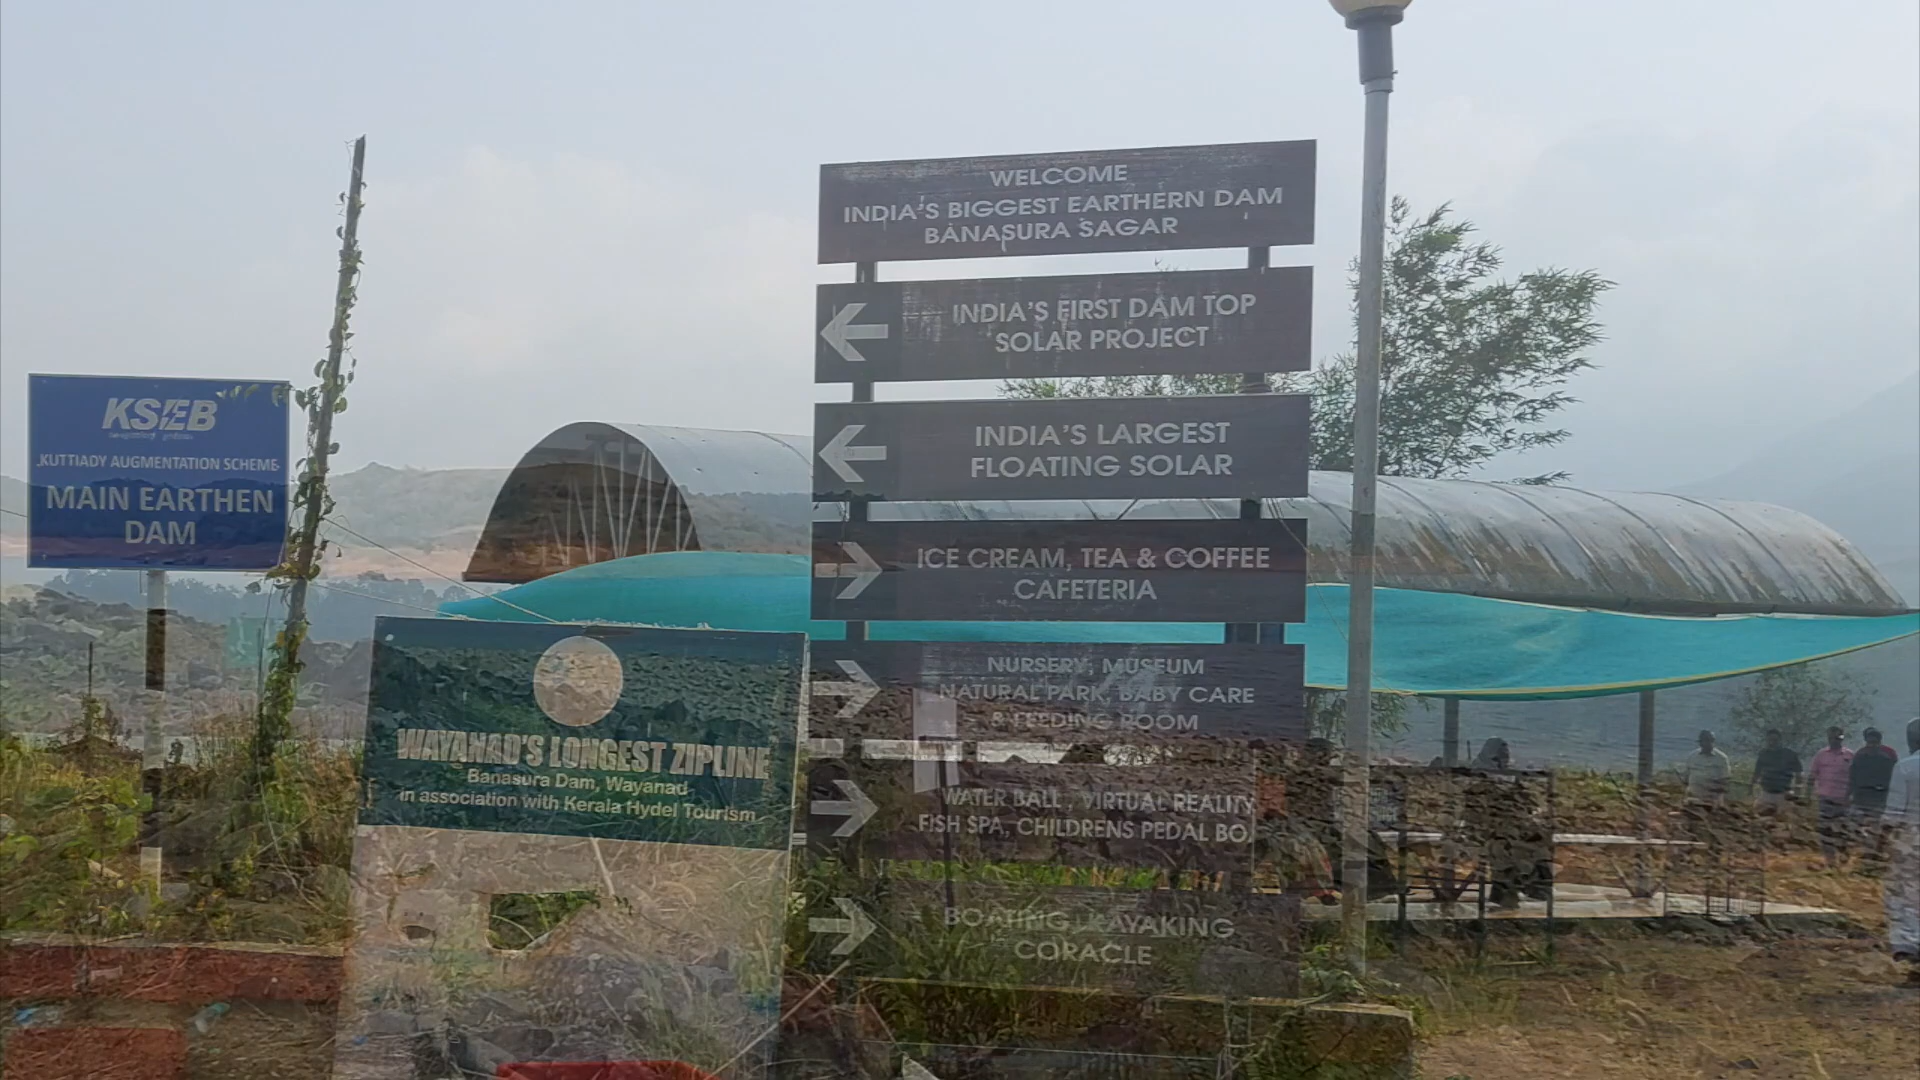 KSEB
KUTTIADY AUGMENTATION SCHEME
MAIN EARTHEN
DAM
WELCOME
INDIA'S BIGGEST EARTHERN DAM
BANASURA SAGAR
INDIA'S FIRST DAM TOP
SOLAR PROJECT
INDIA'S LARGEST
FLOATING SOLAR
ICE CREAM, TEA & COFFEE
CAFETERIA
NURSERY, MUSEUM
NATURAL PARK, BABY CARE
& FEEDING ROOM
WATER BALL, VIRTUAL REALITY
FISH SPA, CHILDRENS PEDAL BO
BOATING, KAYAKING
CORACLE
WAYANAD'S LONGEST ZIPLINE
Banasura Dam, Wayanad
in association with Kerala Hydel Tourism